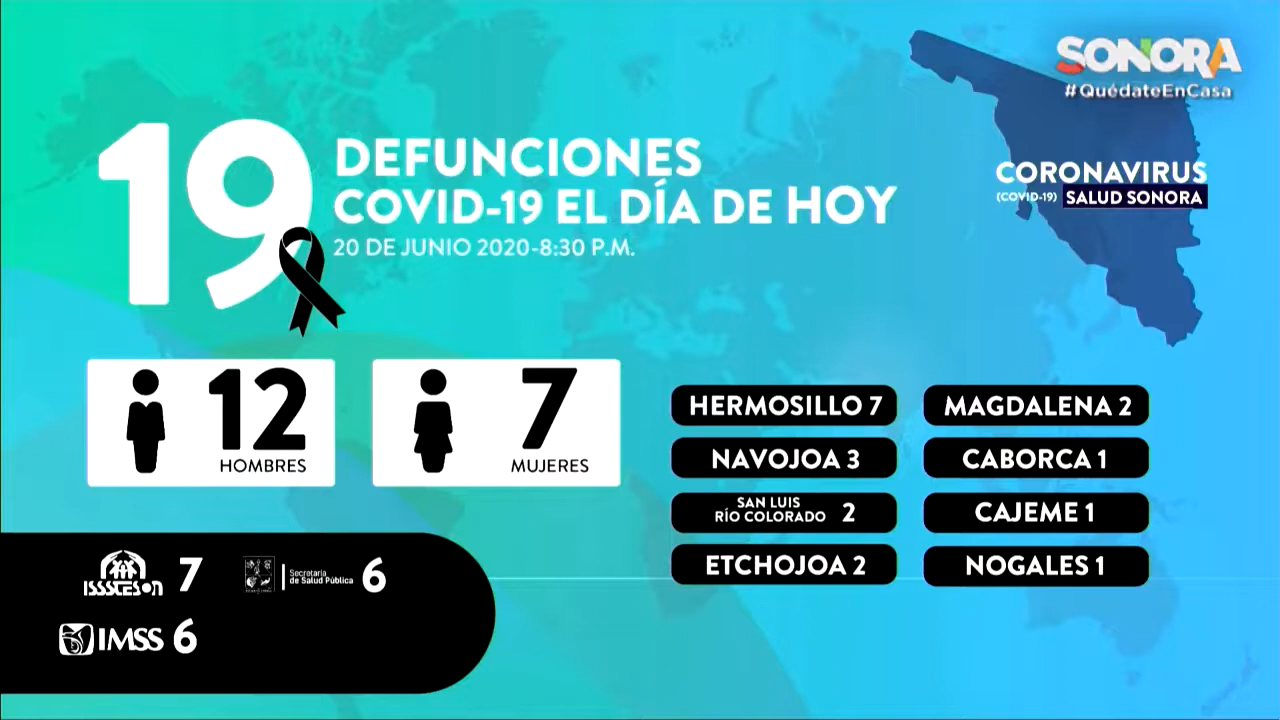 SONORA
#QuédateEnCasa
19
DEFUNCIONES
COVID-19 EL DÍA DE HOY
20 DE JUNIO 2020-8:30 P.M.
CORONAVIRUS
(COVID-19) SALUD SONORA
12
HOMBRES
7
MUJERES
HERMOSILLO 7
MAGDALENA 2
NAVOJOA 3
CABORCA 1
SAN LUIS
RÍO COLORADO 2
CAJEME 1
ETCHOJOA 2
NOGALES 1
ISSSTESON 7
Secretaría
de Salud Pública 6
IMSS 6